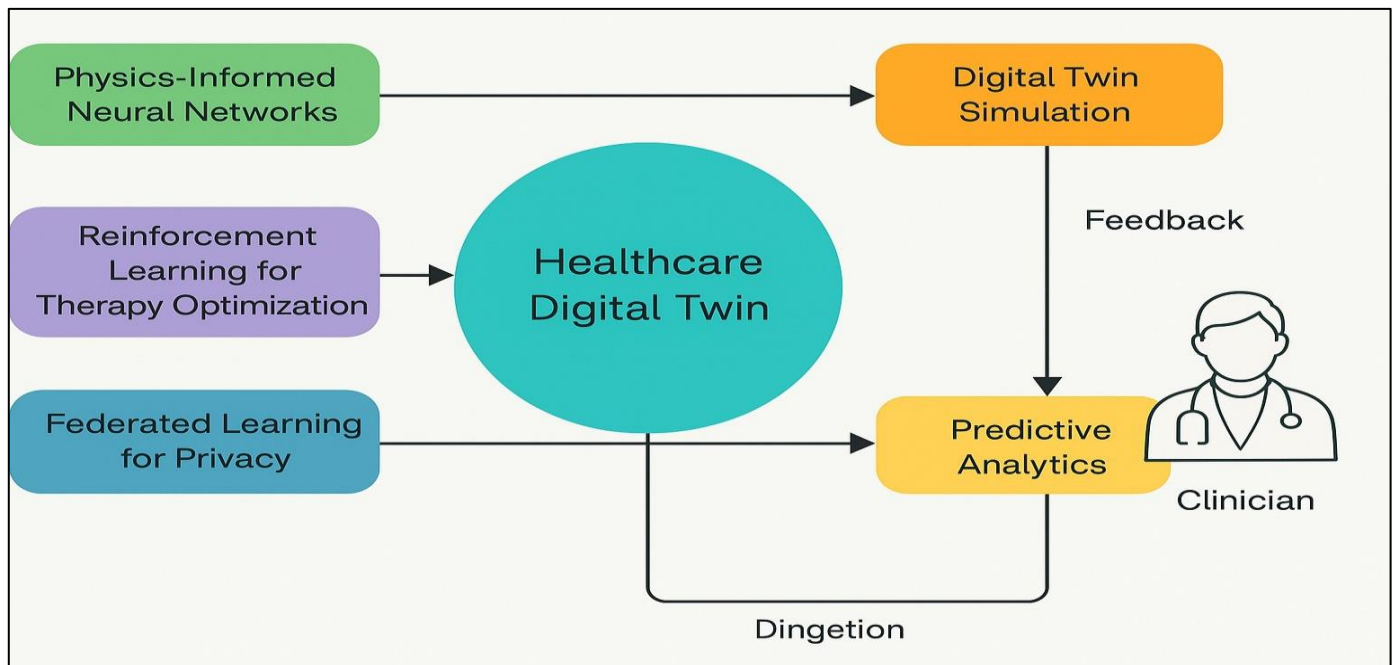 Physics-Informed
Neural Networks
Digital Twin
Simulation
Reinforcement
Learning for
Therapy Optimization
Healthcare
Digital Twin
Feedback
Federated Learning
for Privacy
Predictive
Analytics
Clinician
Dingetion